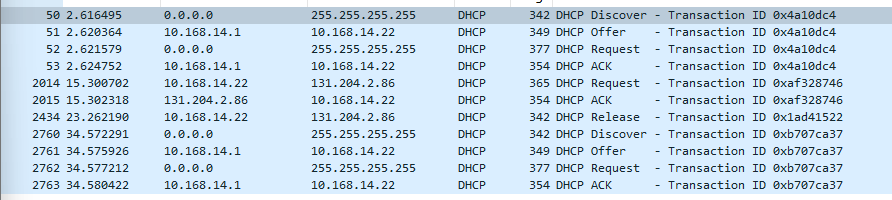 50 2.616495 0.0.0.0 255.255.255.255 DHCP 342 DHCP Discover - Transaction ID 0x4a10dc4
51 2.620364 10.168.14.1 10.168.14.22 DHCP 349 DHCP Offer - Transaction ID 0x4a10dc4
52 2.621579 0.0.0.0 255.255.255.255 DHCP 377 DHCP Request - Transaction ID 0x4a10dc4
53 2.624752 10.168.14.1 10.168.14.22 DHCP 354 DHCP ACK - Transaction ID 0x4a10dc4
2014 15.300702 10.168.14.22 131.204.2.86 DHCP 365 DHCP Request - Transaction ID 0xaf328746
2015 15.302318 131.204.2.86 10.168.14.22 DHCP 354 DHCP ACK - Transaction ID 0xaf328746
2434 23.262190 10.168.14.22 131.204.2.86 DHCP 342 DHCP Release - Transaction ID 0x1ad41522
2760 34.572291 0.0.0.0 255.255.255.255 DHCP 342 DHCP Discover - Transaction ID 0xb707ca37
2761 34.575926 10.168.14.1 10.168.14.22 DHCP 349 DHCP Offer - Transaction ID 0xb707ca37
2762 34.577212 0.0.0.0 255.255.255.255 DHCP 377 DHCP Request - Transaction ID 0xb707ca37
2763 34.580422 10.168.14.1 10.168.14.22 DHCP 354 DHCP ACK - Transaction ID 0xb707ca37